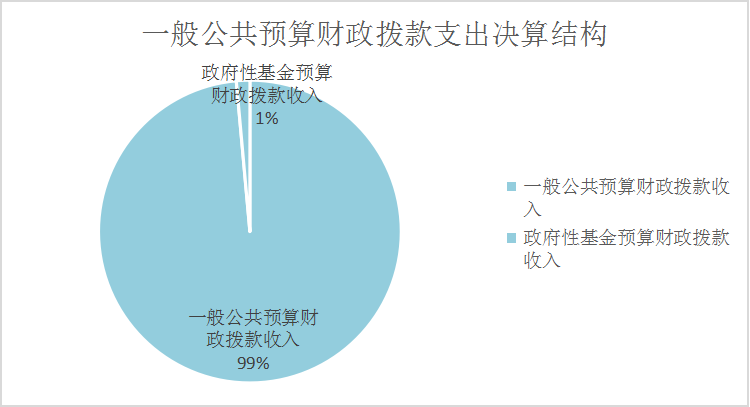 一般公共预算财政拨款支出决算结构
政府性基金预算
财政拨款收入
1%
一般公共预算财
政拨款收入
99%
一般公共预算财政拨款收
入
政府性基金预算财政拨款
收入